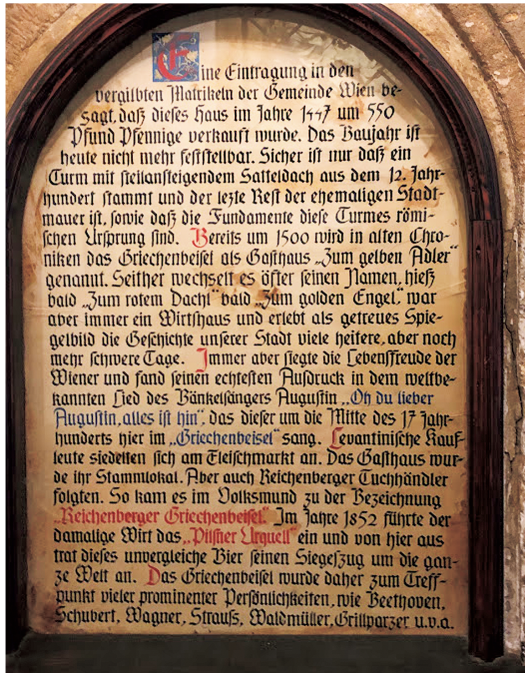 Eine Eintragung in den
vergilbten Matrikeln der Gemeinde Wien be-
sagt, daß dieses Haus im Jahre 1447 um 550
Pfund Pfennige verkauft wurde. Das Baujahr ist
heute nicht mehr feststellbar. Sicher ist nur daß ein
Turm mit steilansteigendem Satteldach aus dem 12. Jahr-
hundert stammt und der lezte Rest der ehemaligen Stadt-
mauer ist, sowie daß die Fundamente diese Turmes römi-
schen Ursprung sind. Bereits um 1500 wird in alten Chro-
niken das Griechenbeisel als Gasthaus „Zum gelben Adler"
genannt. Seither wechselt es öfter seinen Namen, hieß
bald „Zum rotem Dachl" bald „Zum golden Engel." war
aber immer ein Wirtshaus und erlebt als getreues Spie-
gelbild die Geschichte unserer Stadt viele heitere, aber noch
mehr schwere Tage. Immer aber siegte die Lebensfreude der
Wiener und fand seinen echtesten Ausdruck in dem weltbe-
kannten Lied des Bänkelsängers Augustin „Oh du lieber
Augustin, alles ist hin". das dieser um die Mitte des 17 Jahr-
hunderts hier im „Griechenbeisel" sang. Levantinische Kauf-
leute siedelten sich am Fleischmarkt an. Das Gasthaus wur-
de ihr Stammlokal. Aber auch Reichenberger Tuchhändler
folgten. So kam es im Volksmund zu der Bezeichnung
„Reichenberger Griechenbeisel." Im Jahre 1852 führte der
damalige Wirt das „Pilsner Urquell" ein und von hier aus
trat dieses unvergleiche Bier seinen Siegeszug um die gan-
ze Welt an. Das Griechenbeisel wurde daher zum Treff-
punkt vieler prominenter Persönlichkeiten, wie Beethoven,
Schubert, Wagner, Strauß, Waldmüller, Grillparzer u.v.a.